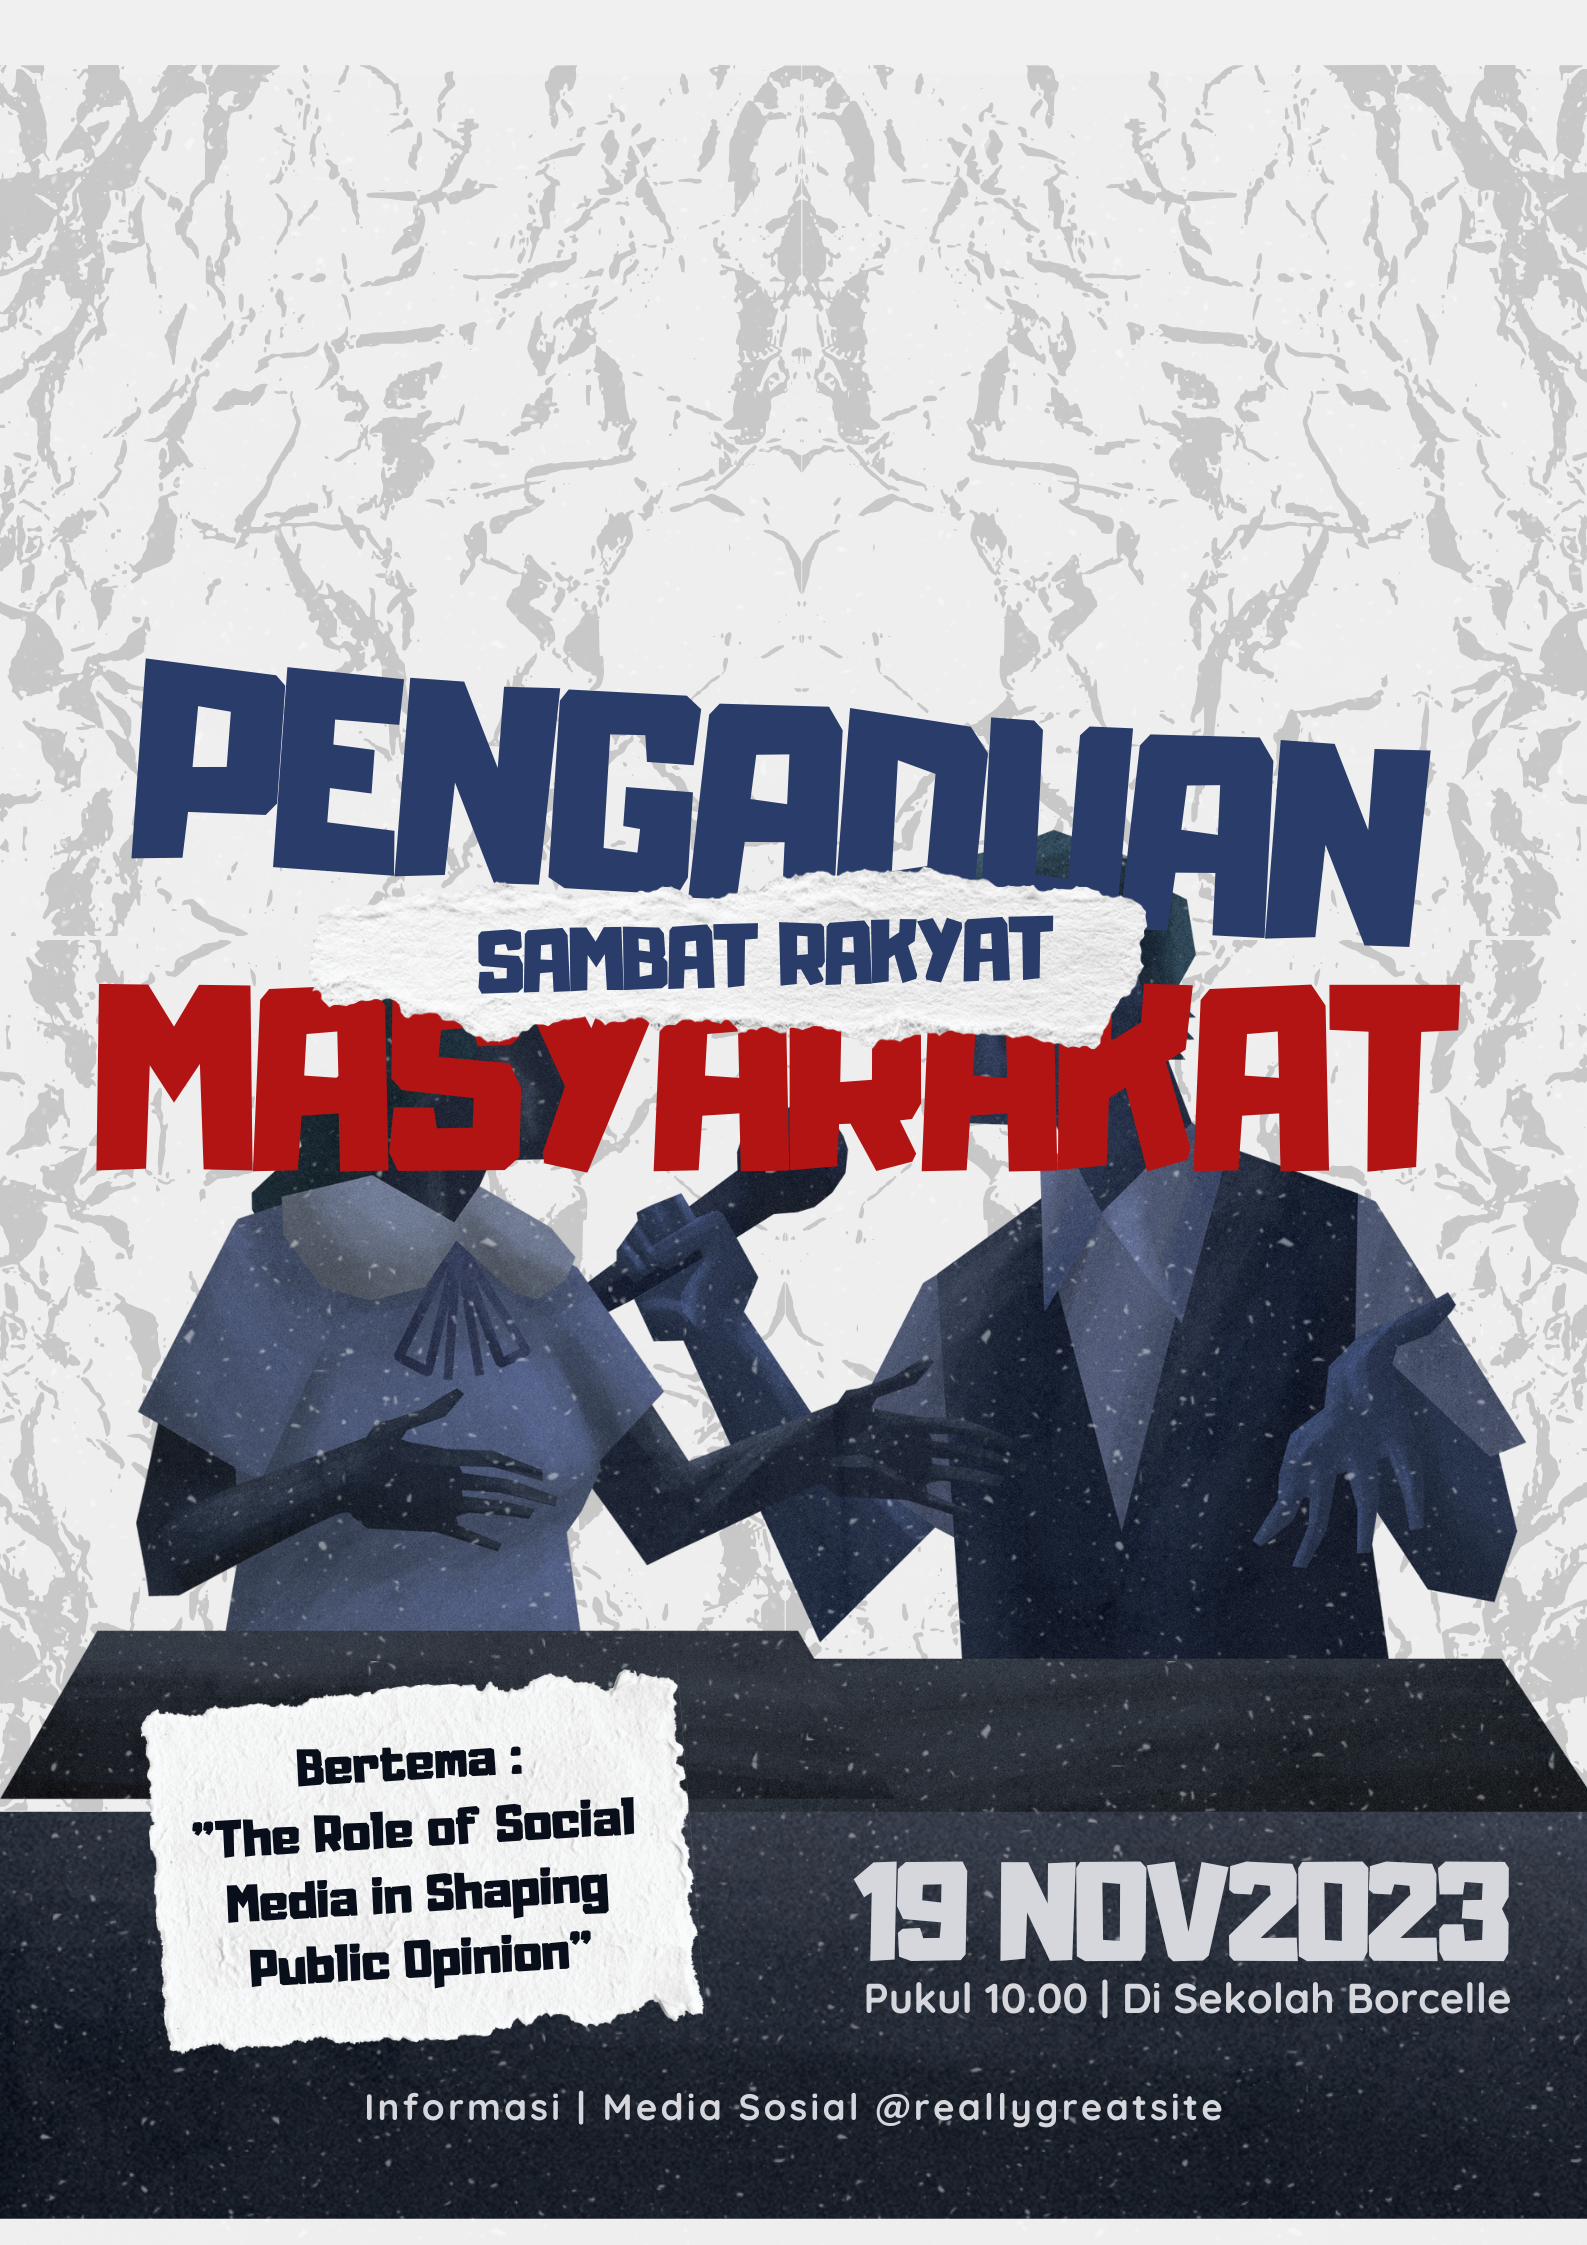 PENGADUAN
SAMBAT RAKYAT
MASYARAKAT
Bertema :
"The Role of Social
Media in Shaping
Public Opinion"
19 NOV2023
Pukul 10.00 | Di Sekolah Borcelle
Informasi | Media Sosial @reallygreatsite